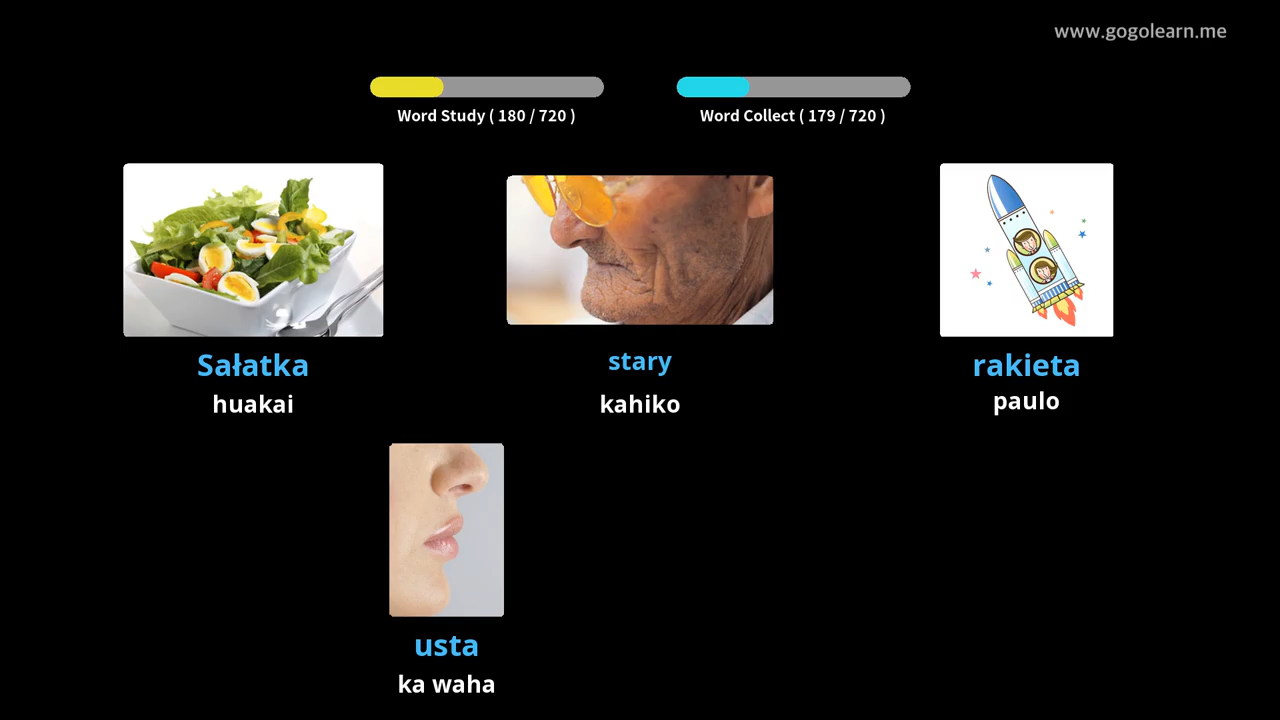 www.gogolearn.me
Word Study ( 180 / 720 )
Word Collect ( 179 / 720 )
Sałatka
huakai
stary
kahiko
rakieta
paulo
usta
ka waha